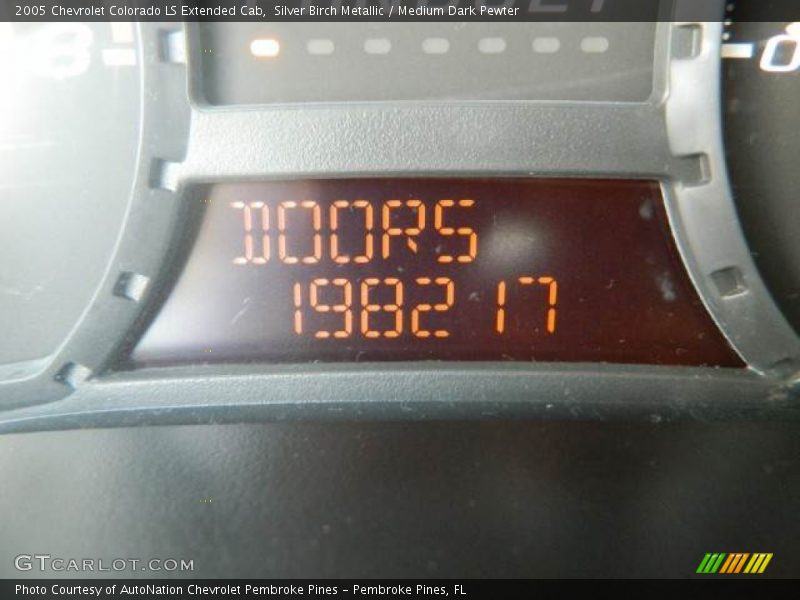 2005 Chevrolet Colorado LS Extended Cab, Silver Birch Metallic / Medium Dark Pewter
DOORS
198217
GTCARLOT.COM
Photo Courtesy of AutoNation Chevrolet Pembroke Pines - Pembroke Pines, FL